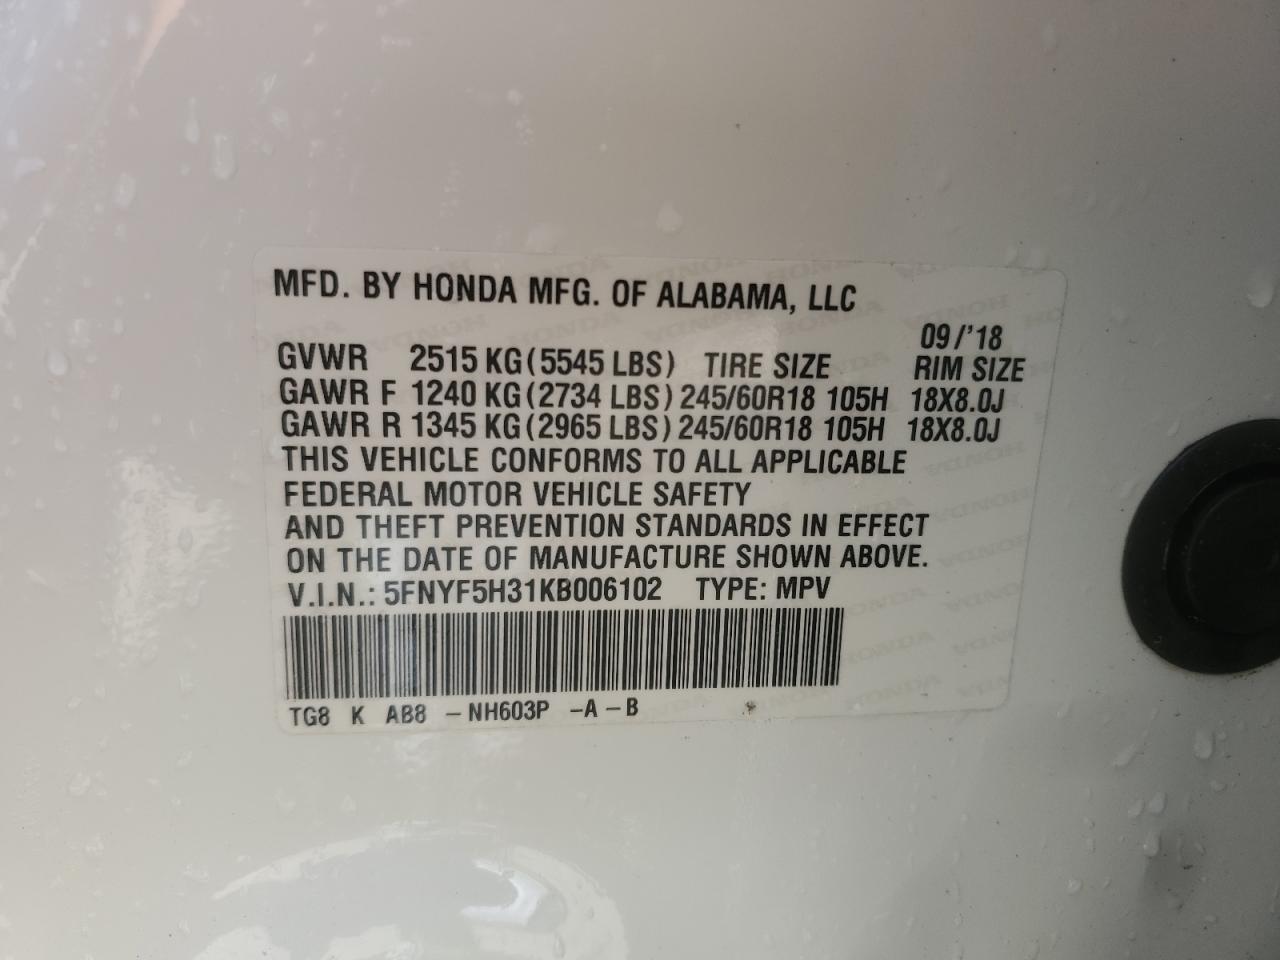 MFD. BY HONDA MFG. OF ALABAMA, LLC
09/'18
GVWR 2515 KG (5545 LBS) TIRE SIZE RIM SIZE
GAWR F 1240 KG (2734 LBS) 245/60R18 105H 18X8.0J
GAWR R 1345 KG (2965 LBS) 245/60R18 105H 18X8.0J
THIS VEHICLE CONFORMS TO ALL APPLICABLE
FEDERAL MOTOR VEHICLE SAFETY
AND THEFT PREVENTION STANDARDS IN EFFECT
ON THE DATE OF MANUFACTURE SHOWN ABOVE.
V.I.N.: 5FNYF5H31KB006102 TYPE: MPV
TG8 K AB8 -NH603P -A -B